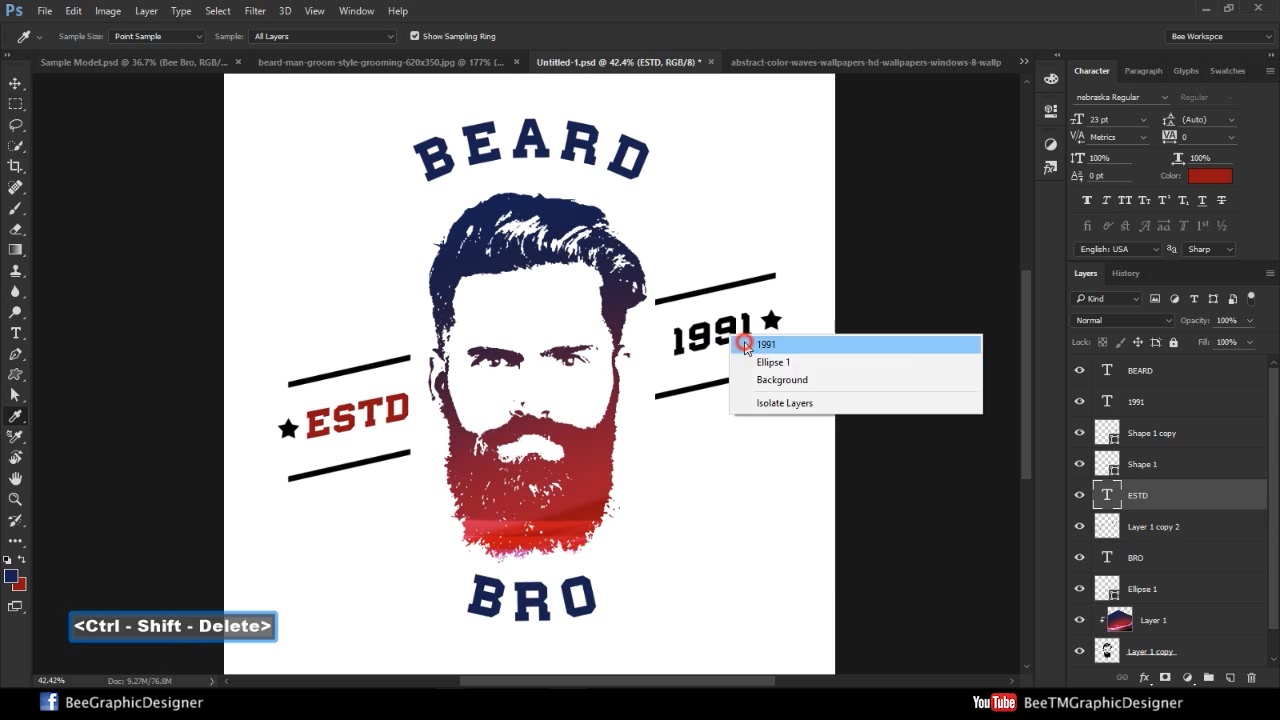 Ps File Edit Image Layer Type Select Filter 3D View Window Help
Sample Size: Point Sample Sample: All Layers Show Sampling Ring Bee Workspce
Sample Model.psd @ 36.7% (Bee Bro, RGB/... × beard-man-groom-style-grooming-620x350.jpg @ 177% (... × Untitled-1.psd @ 42.4% (ESTD, RGB/8) * × abstract-color-waves-wallpapers-hd-wallpapers-windows-8-wallp
Character Paragraph Glyphs Swatches
nebraska Regular Regular
23 pt (Auto)
Metrics 0
100% 100%
0 pt Color:
English: USA Sharp
Layers History
Kind
Normal Opacity: 100%
Lock: Fill: 100%
BEARD
1991
Shape 1 copy
Shape 1
ESTD
Layer 1 copy 2
BRO
Ellipse 1
Layer 1
Layer 1 copy
BEARD
1991
1991
Ellipse 1
Background
Isolate Layers
ESTD
BRO
<Ctrl - Shift - Delete>
42.42% Doc: 9.27M/76.8M
BeeGraphicDesigner YouTube BeeTMGraphicDesigner